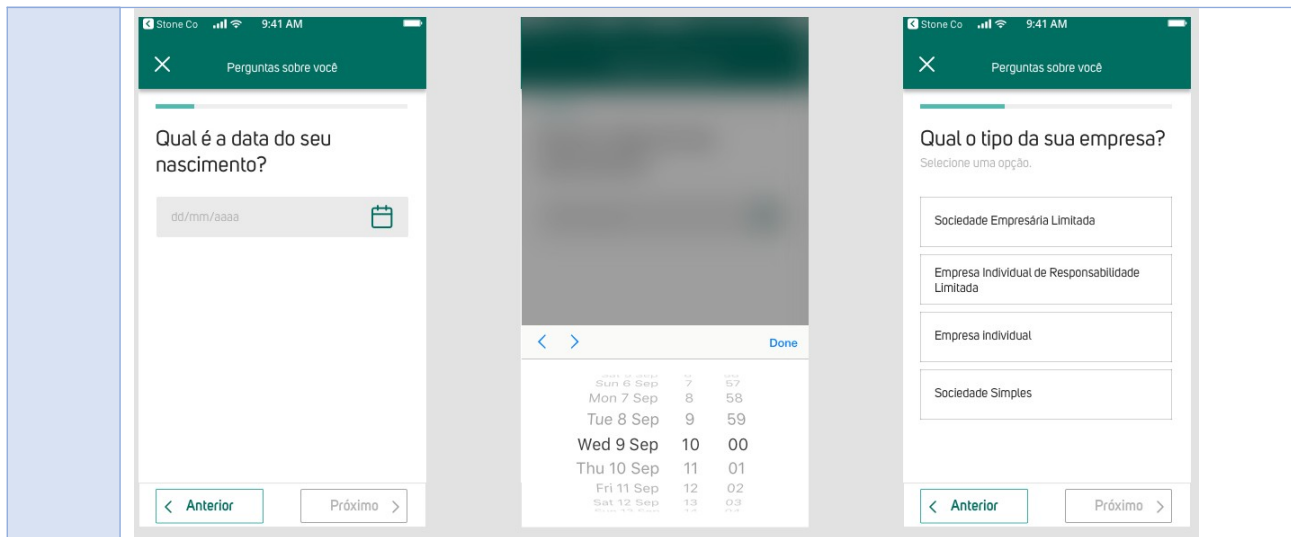 Stone Co 9:41 AM
Perguntas sobre você
Qual é a data do seu
nascimento?
dd/mm/aaaa
Anterior
Próximo
Done
Sun 6 Sep 7 57
Mon 7 Sep 8 58
Tue 8 Sep 9 59
Wed 9 Sep 10 00
Thu 10 Sep 11 01
Fri 11 Sep 12 02
Sat 12 Sep 13 03
Stone Co 9:41 AM
Perguntas sobre você
Qual o tipo da sua empresa?
Selecione uma opção.
Sociedade Empresária Limitada
Empresa Individual de Responsabilidade
Limitada
Empresa individual
Sociedade Simples
Anterior
Próximo